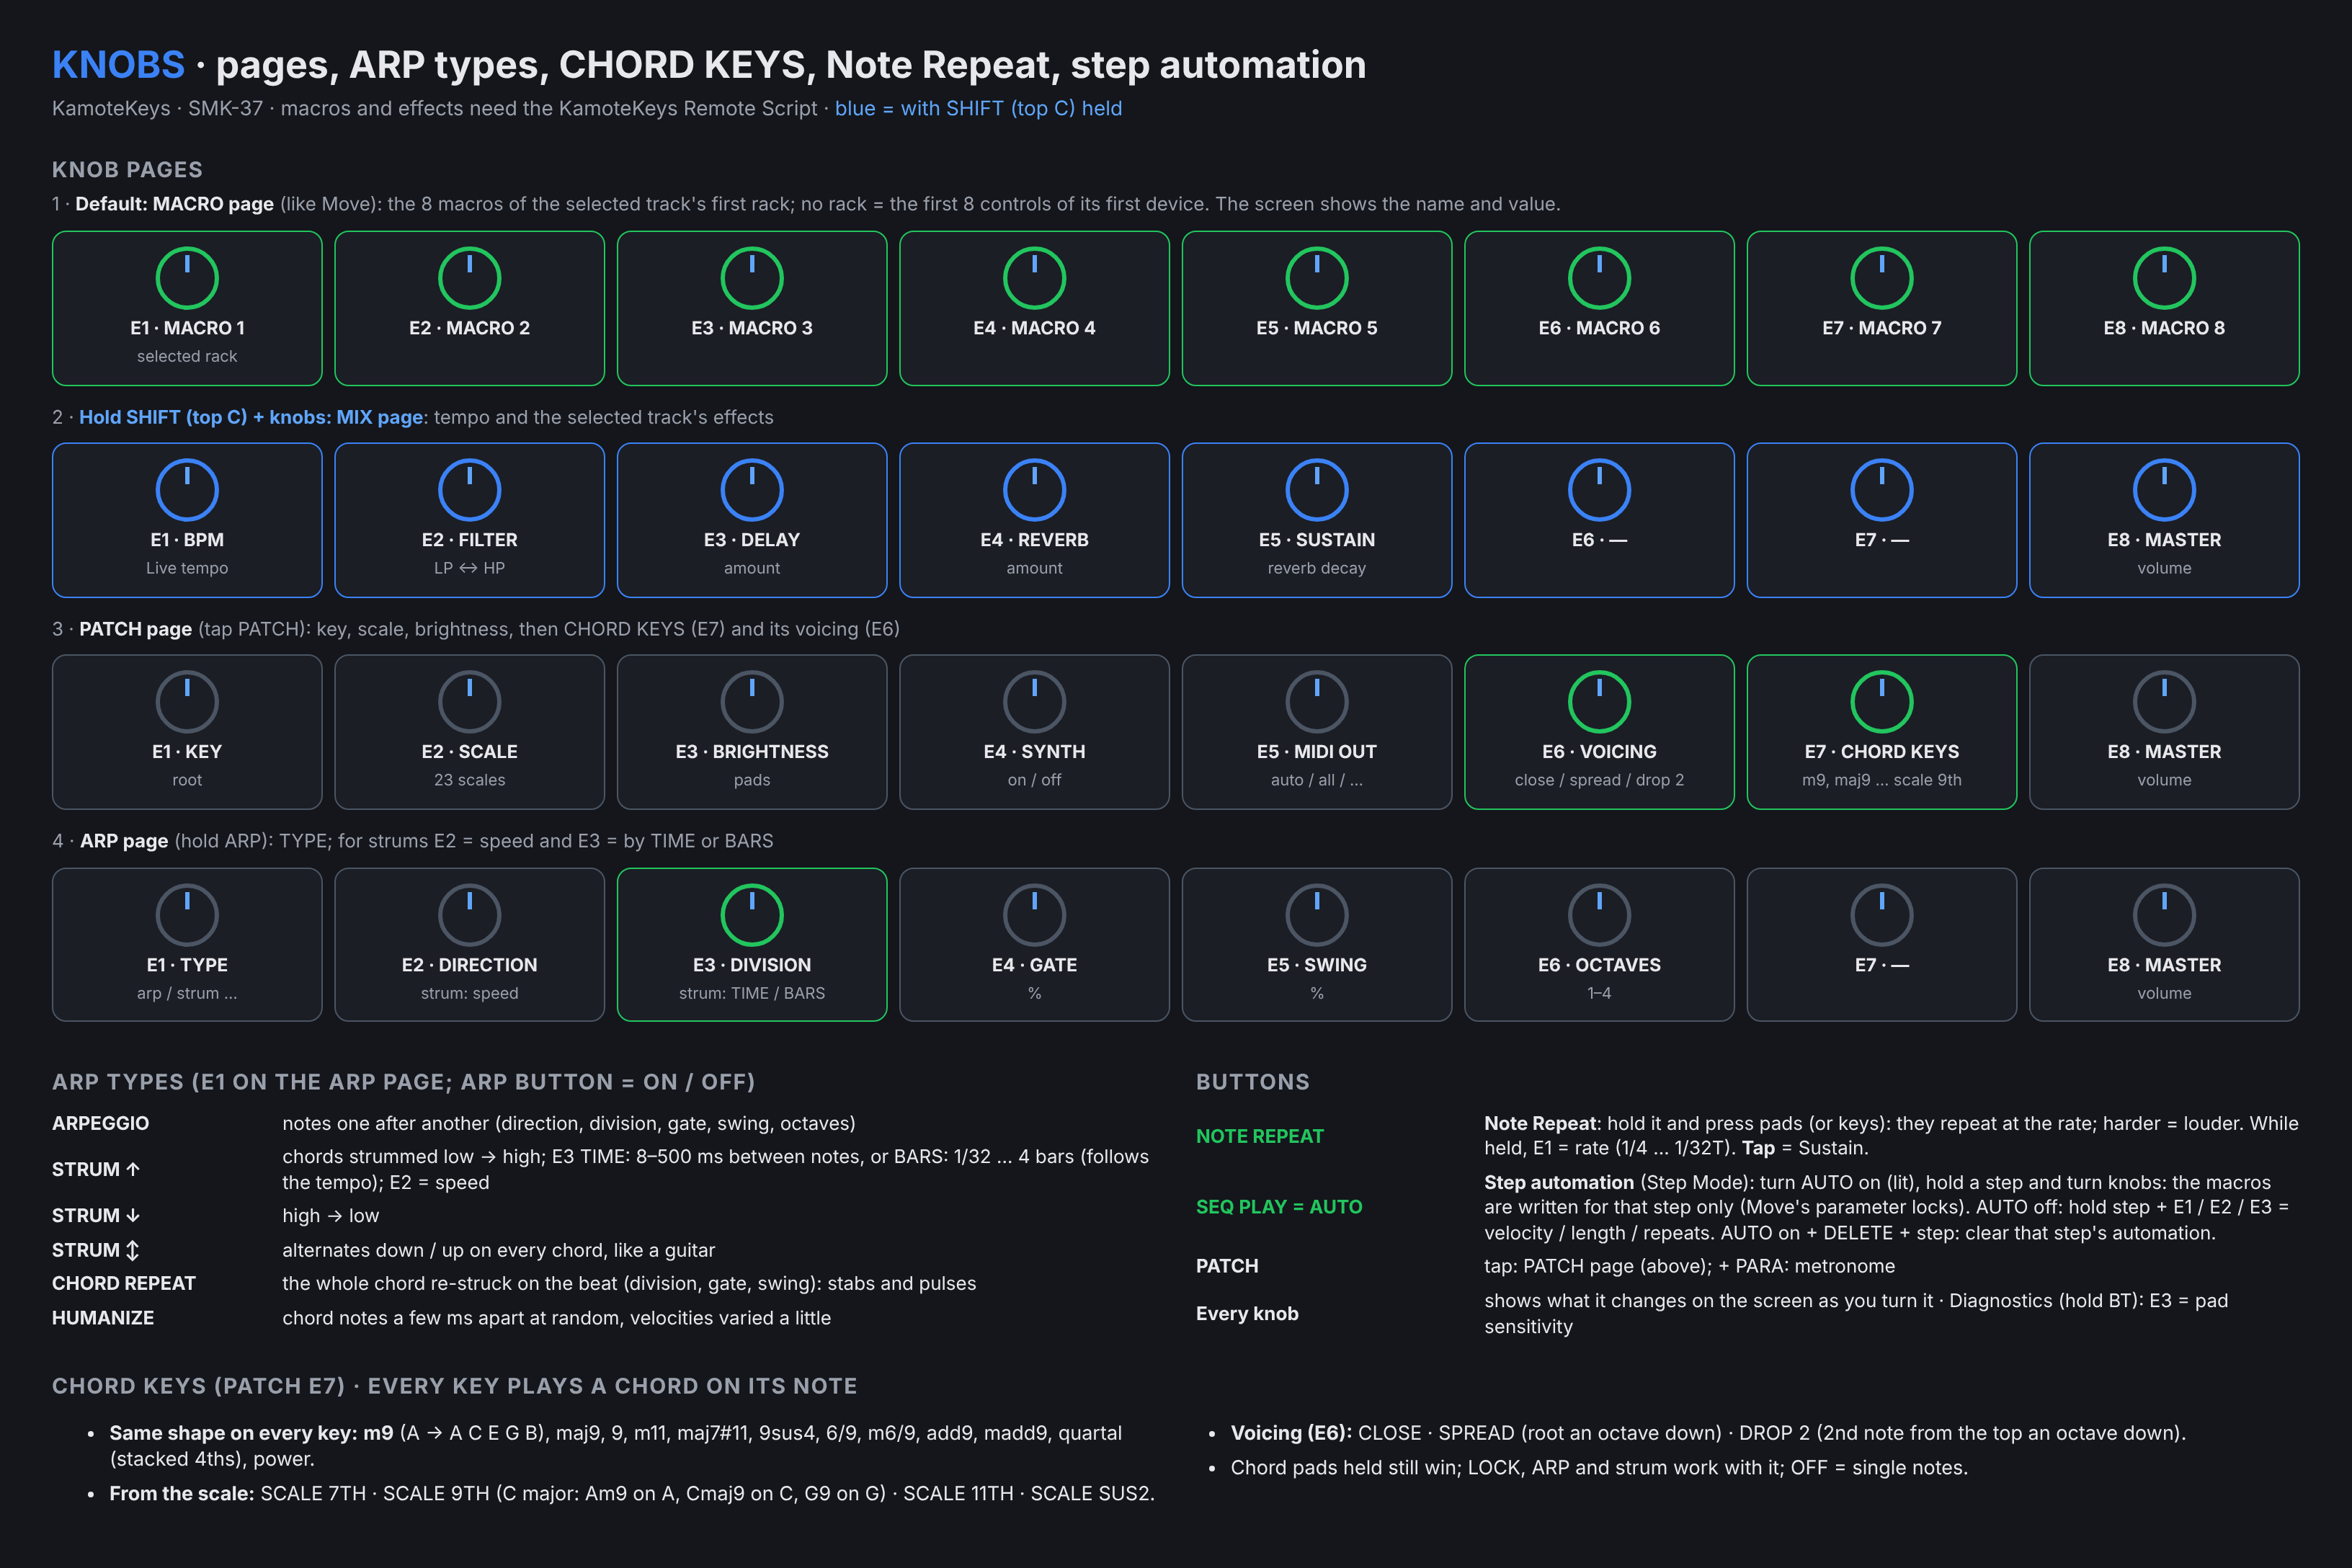 KNOBS · pages, ARP types, CHORD KEYS, Note Repeat, step automation
KamoteKeys · SMK-37 · macros and effects need the KamoteKeys Remote Script · blue = with SHIFT (top C) held
KNOB PAGES
1 · Default: MACRO page (like Move): the 8 macros of the selected track's first rack; no rack = the first 8 controls of its first device. The screen shows the name and value.
E1 · MACRO 1
selected rack
E2 · MACRO 2
E3 · MACRO 3
E4 · MACRO 4
E5 · MACRO 5
E6 · MACRO 6
E7 · MACRO 7
E8 · MACRO 8
2 · Hold SHIFT (top C) + knobs: MIX page: tempo and the selected track's effects
E1 · BPM
Live tempo
E2 · FILTER
LP ↔ HP
E3 · DELAY
amount
E4 · REVERB
amount
E5 · SUSTAIN
reverb decay
E6 · —
E7 · —
E8 · MASTER
volume
3 · PATCH page (tap PATCH): key, scale, brightness, then CHORD KEYS (E7) and its voicing (E6)
E1 · KEY
root
E2 · SCALE
23 scales
E3 · BRIGHTNESS
pads
E4 · SYNTH
on / off
E5 · MIDI OUT
auto / all / ...
E6 · VOICING
close / spread / drop 2
E7 · CHORD KEYS
m9, maj9 ... scale 9th
E8 · MASTER
volume
4 · ARP page (hold ARP): TYPE; for strums E2 = speed and E3 = by TIME or BARS
E1 · TYPE
arp / strum ...
E2 · DIRECTION
strum: speed
E3 · DIVISION
strum: TIME / BARS
E4 · GATE
%
E5 · SWING
%
E6 · OCTAVES
1–4
E7 · —
E8 · MASTER
volume
ARP TYPES (E1 ON THE ARP PAGE; ARP BUTTON = ON / OFF)
ARPEGGIO
notes one after another (direction, division, gate, swing, octaves)
STRUM ↑
chords strummed low → high; E3 TIME: 8–500 ms between notes, or BARS: 1/32 ... 4 bars (follows
the tempo); E2 = speed
STRUM ↓
high → low
STRUM ↕
alternates down / up on every chord, like a guitar
CHORD REPEAT
the whole chord re-struck on the beat (division, gate, swing): stabs and pulses
HUMANIZE
chord notes a few ms apart at random, velocities varied a little
BUTTONS
NOTE REPEAT
Note Repeat: hold it and press pads (or keys): they repeat at the rate; harder = louder. While
held, E1 = rate (1/4 ... 1/32T). Tap = Sustain.
SEQ PLAY = AUTO
Step automation (Step Mode): turn AUTO on (lit), hold a step and turn knobs: the macros
are written for that step only (Move's parameter locks). AUTO off: hold step + E1 / E2 / E3 =
velocity / length / repeats. AUTO on + DELETE + step: clear that step's automation.
PATCH
tap: PATCH page (above); + PARA: metronome
Every knob
shows what it changes on the screen as you turn it · Diagnostics (hold BT): E3 = pad
sensitivity
CHORD KEYS (PATCH E7) · EVERY KEY PLAYS A CHORD ON ITS NOTE
• Same shape on every key: m9 (A → A C E G B), maj9, 9, m11, maj7#11, 9sus4, 6/9, m6/9, add9, madd9, quartal
(stacked 4ths), power.
• From the scale: SCALE 7TH · SCALE 9TH (C major: Am9 on A, Cmaj9 on C, G9 on G) · SCALE 11TH · SCALE SUS2.
• Voicing (E6): CLOSE · SPREAD (root an octave down) · DROP 2 (2nd note from the top an octave down).
• Chord pads held still win; LOCK, ARP and strum work with it; OFF = single notes.